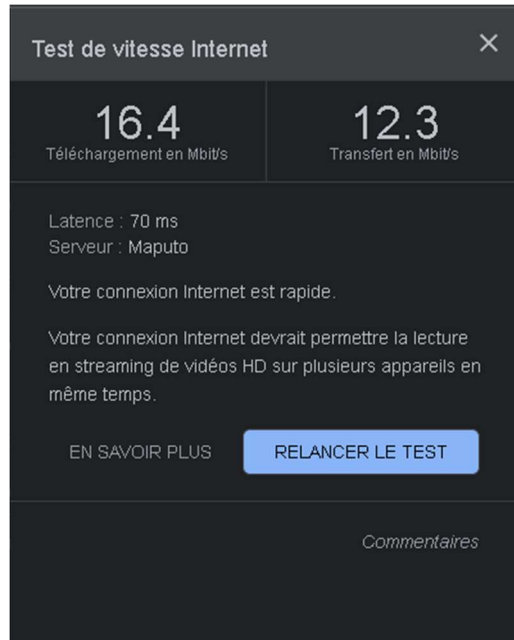 Test de vitesse Internet
16.4
Téléchargement en Mbit/s
12.3
Transfert en Mbit/s
Latence : 70 ms
Serveur : Maputo
Votre connexion Internet est rapide.
Votre connexion Internet devrait permettre la lecture
en streaming de vidéos HD sur plusieurs appareils en
même temps.
EN SAVOIR PLUS
RELANCER LE TEST
Commentaires